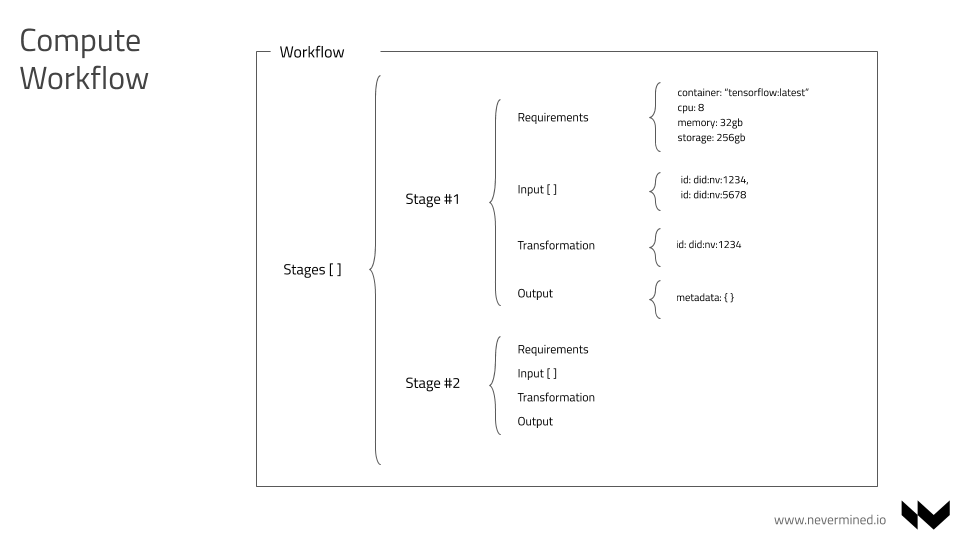 Compute
Workflow
Workflow
Stages [ ]
Stage #1
Requirements
container: “tensorflow:latest”
cpu: 8
memory: 32gb
storage: 256gb
Input [ ]
id: did:nv:1234,
id: did:nv:5678
Transformation
id: did:nv:1234
Output
metadata: { }
Stage #2
Requirements
Input [ ]
Transformation
Output
www.nevermined.io